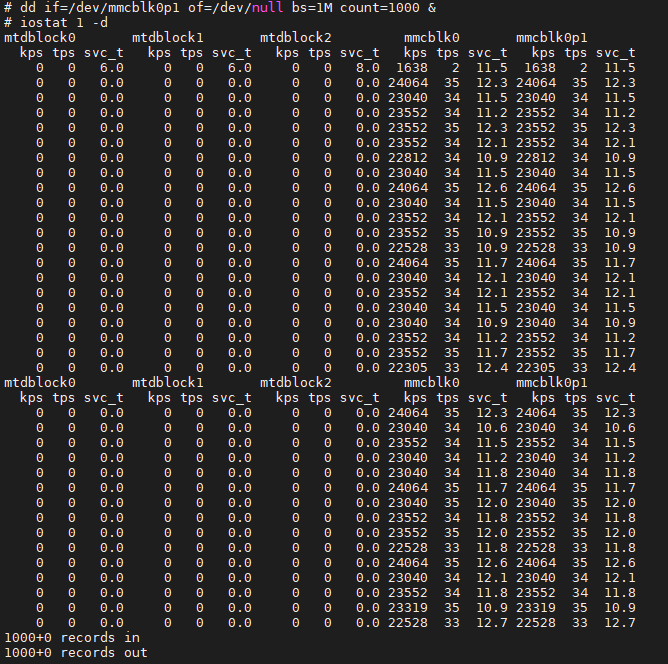 # dd if=/dev/mmcblk0p1 of=/dev/null bs=1M count=1000 &
# iostat 1 -d
mtdblock0       mtdblock1       mtdblock2         mmcblk0       mmcblk0p1
  kps tps svc_t   kps tps svc_t   kps tps svc_t   kps tps svc_t   kps tps svc_t
    0   0   6.0     0   0   6.0     0   0   8.0  1638   2  11.5  1638   2  11.5
    0   0   0.0     0   0   0.0     0   0   0.0 24064  35  12.3 24064  35  12.3
    0   0   0.0     0   0   0.0     0   0   0.0 23040  34  11.5 23040  34  11.5
    0   0   0.0     0   0   0.0     0   0   0.0 23552  34  11.2 23552  34  11.2
    0   0   0.0     0   0   0.0     0   0   0.0 23552  35  12.3 23552  35  12.3
    0   0   0.0     0   0   0.0     0   0   0.0 23552  34  12.1 23552  34  12.1
    0   0   0.0     0   0   0.0     0   0   0.0 22812  34  10.9 22812  34  10.9
    0   0   0.0     0   0   0.0     0   0   0.0 23040  34  11.5 23040  34  11.5
    0   0   0.0     0   0   0.0     0   0   0.0 24064  35  12.6 24064  35  12.6
    0   0   0.0     0   0   0.0     0   0   0.0 23040  34  11.5 23040  34  11.5
    0   0   0.0     0   0   0.0     0   0   0.0 23552  34  12.1 23552  34  12.1
    0   0   0.0     0   0   0.0     0   0   0.0 23552  35  10.9 23552  35  10.9
    0   0   0.0     0   0   0.0     0   0   0.0 22528  33  10.9 22528  33  10.9
    0   0   0.0     0   0   0.0     0   0   0.0 24064  35  11.7 24064  35  11.7
    0   0   0.0     0   0   0.0     0   0   0.0 23040  34  12.1 23040  34  12.1
    0   0   0.0     0   0   0.0     0   0   0.0 23552  34  12.1 23552  34  12.1
    0   0   0.0     0   0   0.0     0   0   0.0 23040  34  11.5 23040  34  11.5
    0   0   0.0     0   0   0.0     0   0   0.0 23040  34  10.9 23040  34  10.9
    0   0   0.0     0   0   0.0     0   0   0.0 23552  34  11.2 23552  34  11.2
    0   0   0.0     0   0   0.0     0   0   0.0 23552  35  11.7 23552  35  11.7
    0   0   0.0     0   0   0.0     0   0   0.0 22305  33  12.4 22305  33  12.4
mtdblock0       mtdblock1       mtdblock2         mmcblk0       mmcblk0p1
  kps tps svc_t   kps tps svc_t   kps tps svc_t   kps tps svc_t   kps tps svc_t
    0   0   0.0     0   0   0.0     0   0   0.0 24064  35  12.3 24064  35  12.3
    0   0   0.0     0   0   0.0     0   0   0.0 23040  34  10.6 23040  34  10.6
    0   0   0.0     0   0   0.0     0   0   0.0 23552  34  11.5 23552  34  11.5
    0   0   0.0     0   0   0.0     0   0   0.0 23040  34  11.2 23040  34  11.2
    0   0   0.0     0   0   0.0     0   0   0.0 23040  34  11.8 23040  34  11.8
    0   0   0.0     0   0   0.0     0   0   0.0 24064  35  11.7 24064  35  11.7
    0   0   0.0     0   0   0.0     0   0   0.0 23040  35  12.0 23040  35  12.0
    0   0   0.0     0   0   0.0     0   0   0.0 23552  34  11.8 23552  34  11.8
    0   0   0.0     0   0   0.0     0   0   0.0 23552  35  12.0 23552  35  12.0
    0   0   0.0     0   0   0.0     0   0   0.0 22528  33  11.8 22528  33  11.8
    0   0   0.0     0   0   0.0     0   0   0.0 24064  35  12.6 24064  35  12.6
    0   0   0.0     0   0   0.0     0   0   0.0 23040  34  12.1 23040  34  12.1
    0   0   0.0     0   0   0.0     0   0   0.0 23552  34  11.8 23552  34  11.8
    0   0   0.0     0   0   0.0     0   0   0.0 23319  35  10.9 23319  35  10.9
    0   0   0.0     0   0   0.0     0   0   0.0 22528  33  12.7 22528  33  12.7
1000+0 records in
1000+0 records out